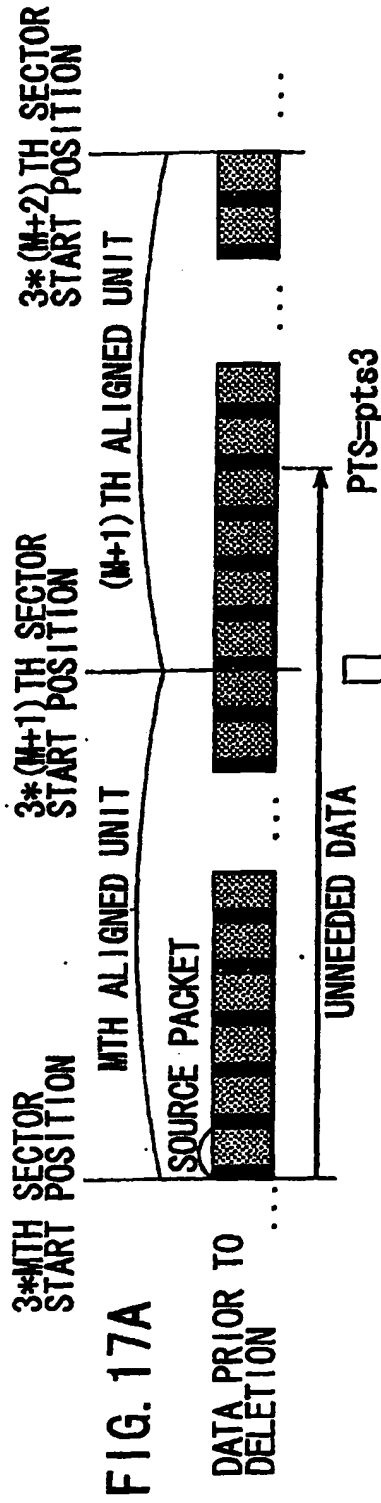 FIG. 17A
3*MTH SECTOR
START POSITION
3*(M+1)TH SECTOR
START POSITION
3*(M+2)TH SECTOR
START POSITION
MTH ALIGNED UNIT
(M+1)TH ALIGNED UNIT
SOURCE PACKET
DATA PRIOR TO
DELETION
...
...
...
...
UNNEEDED DATA
PTS=pts3